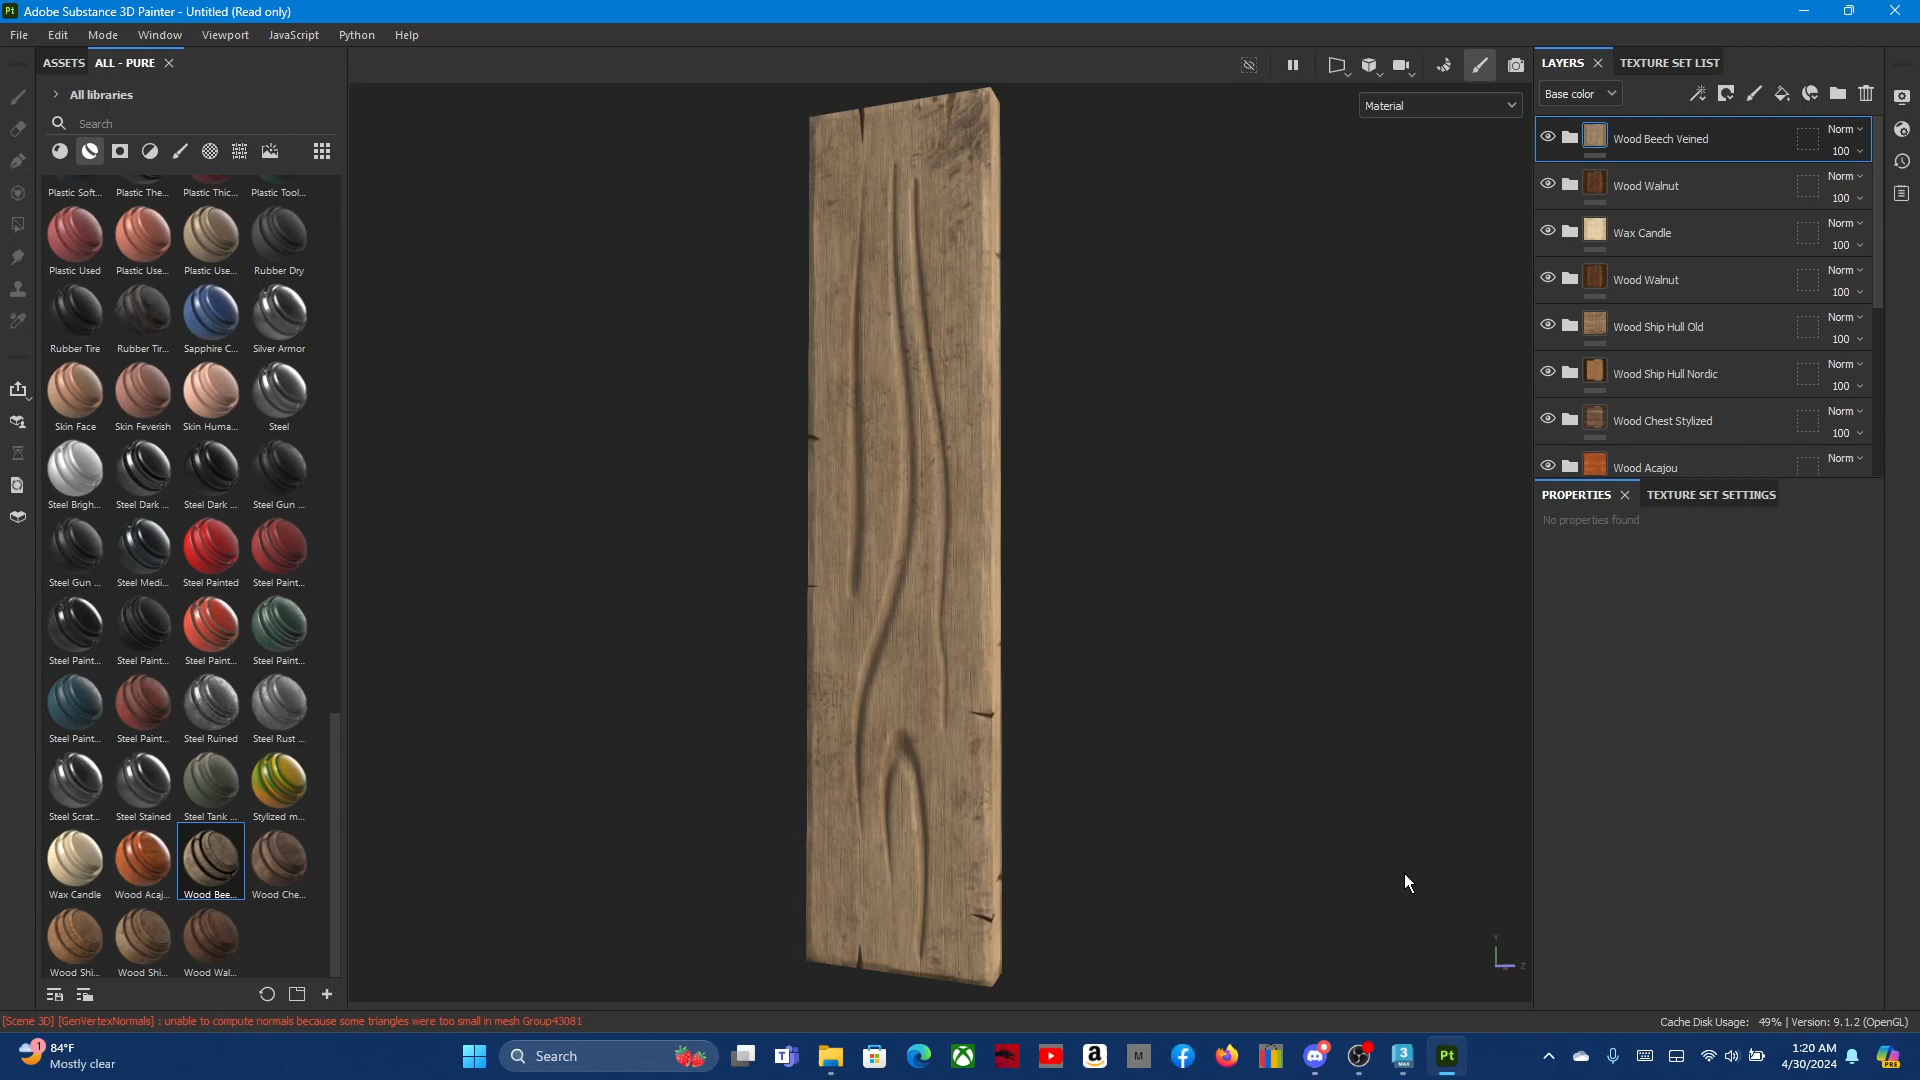 Pt Adobe Substance 3D Painter - Untitled (Read only)
File Edit Mode Window Viewport JavaScript Python Help
ASSETS ALL - PURE
All libraries
Search
Plastic Soft... Plastic The... Plastic Thic... Plastic Tool...
Plastic Used Plastic Use... Plastic Use... Rubber Dry
Rubber Tire Rubber Tir... Sapphire C... Silver Armor
Skin Face Skin Feverish Skin Huma... Steel
Steel Brigh... Steel Dark ... Steel Dark ... Steel Gun ...
Steel Gun ... Steel Medi... Steel Painted Steel Paint...
Steel Paint... Steel Paint... Steel Paint... Steel Paint...
Steel Paint... Steel Paint... Steel Ruined Steel Rust ...
Steel Scrat... Steel Stained Steel Tank ... Stylized m...
Wax Candle Wood Acaj... Wood Bee... Wood Che...
Wood Shi... Wood Shi... Wood Wal...
Material
Y
Z
LAYERS TEXTURE SET LIST
Base color
Wood Beech Veined Norm 100
Wood Walnut Norm 100
Wax Candle Norm 100
Wood Walnut Norm 100
Wood Ship Hull Old Norm 100
Wood Ship Hull Nordic Norm 100
Wood Chest Stylized Norm 100
Wood Acajou Norm
PROPERTIES TEXTURE SET SETTINGS
No properties found
[Scene 3D] [GenVertexNormals] : unable to compute normals because some triangles were too small in mesh Group43081
Cache Disk Usage: 49% | Version: 9.1.2 (OpenGL)
1
84°F
Mostly clear
Search
M
3
MAX
Pt
1:20 AM
4/30/2024
PRE